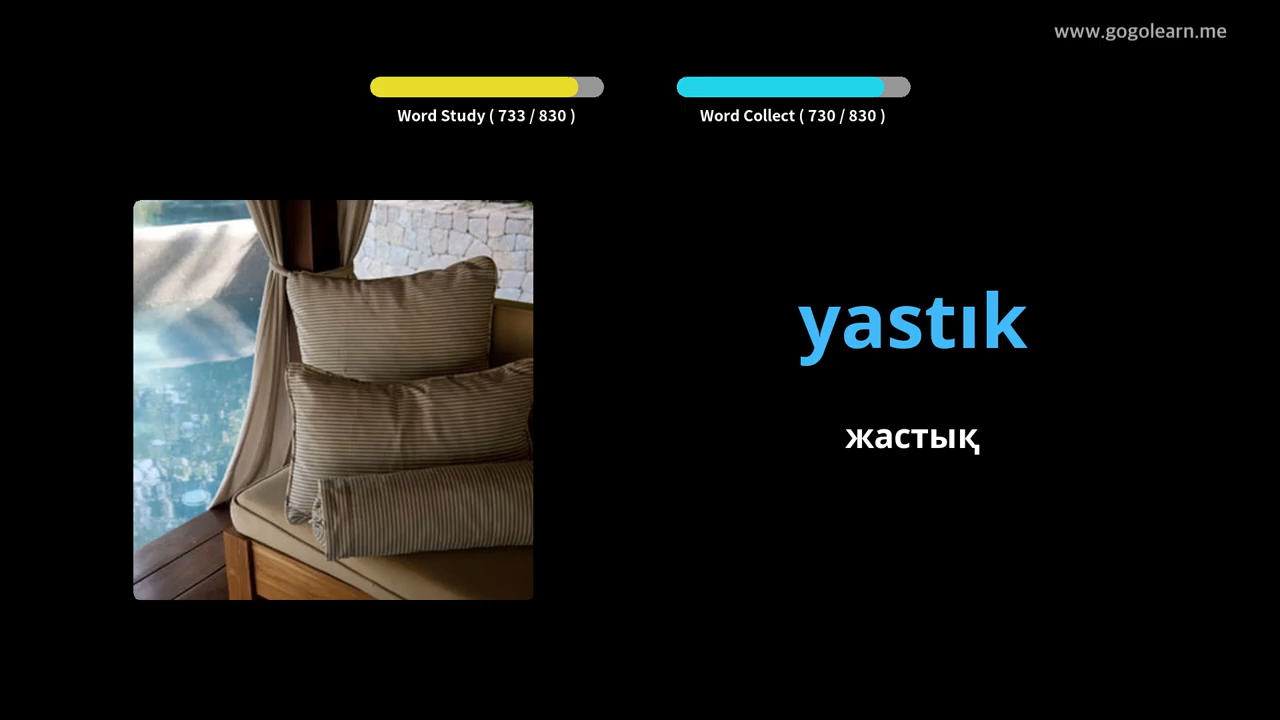 www.gogolearn.me
Word Study ( 733 / 830 )
Word Collect ( 730 / 830 )
yastık
жастық